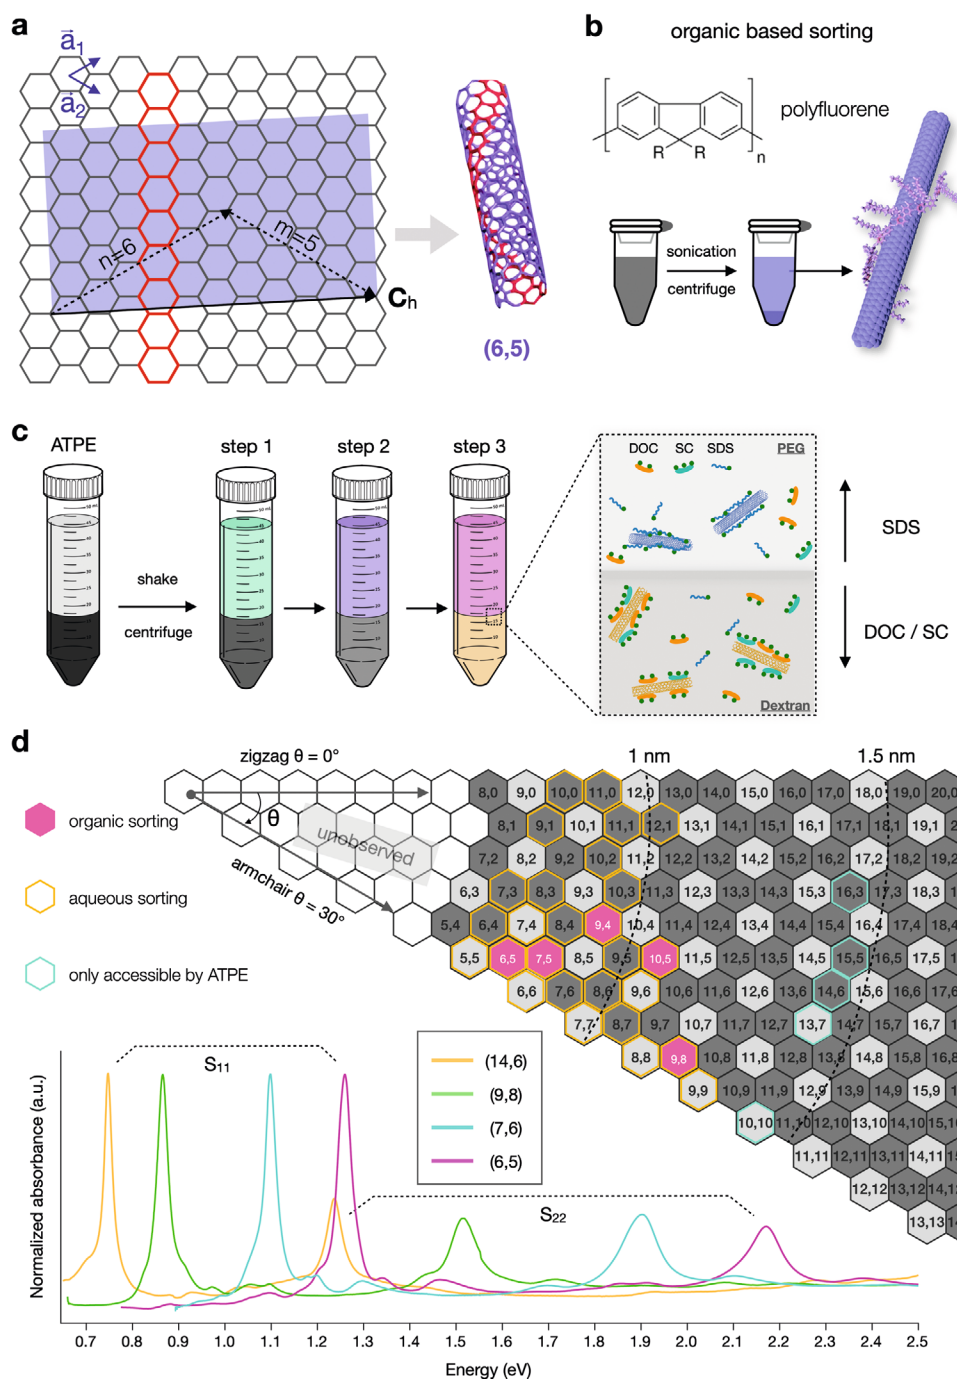 a
a⃗1
a⃗2
n=6
m=5
Ch
(6,5)
b
organic based sorting
polyfluorene
R R
n
sonication
centrifuge
c
ATPE
step 1
step 2
step 3
shake
centrifuge
DOC SC SDS PEG
Dextran
SDS
DOC / SC
d
zigzag θ = 0°
1 nm
1.5 nm
θ
unobserved
armchair θ = 30°
organic sorting
aqueous sorting
only accessible by ATPE
8,0 9,0 10,0 11,0 12,0 13,0 14,0 15,0 16,0 17,0 18,0 19,0 20,0
8,1 9,1 10,1 11,1 12,1 13,1 14,1 15,1 16,1 17,1 18,1 19,1
7,2 8,2 9,2 10,2 11,2 12,2 13,2 14,2 15,2 16,2 17,2 18,2
6,3 7,3 8,3 9,3 10,3 11,3 12,3 13,3 14,3 15,3 16,3 17,3 18,3
5,4 6,4 7,4 8,4 9,4 10,4 11,4 12,4 13,4 14,4 15,4 16,4 17,4 18,4
5,5 6,5 7,5 8,5 9,5 10,5 11,5 12,5 13,5 14,5 15,5 16,5 17,5
6,6 7,6 8,6 9,6 10,6 11,6 12,6 13,6 14,6 15,6 16,6 17,6
7,7 8,7 9,7 10,7 11,7 12,7 13,7 14,7 15,7 16,7
8,8 9,8 10,8 11,8 12,8 13,8 14,8 15,8 16,8
9,9 10,9 11,9 12,9 13,9 14,9 15,9
10,10 11,10 12,10 13,10 14,10
11,11 12,11 13,11 14,11
12,12 13,12
13,13
S11
S22
(14,6)
(9,8)
(7,6)
(6,5)
Normalized absorbance (a.u.)
0.7 0.8 0.9 1.0 1.1 1.2 1.3 1.4 1.5 1.6 1.7 1.8 1.9 2.0 2.1 2.2 2.3 2.4 2.5
Energy (eV)